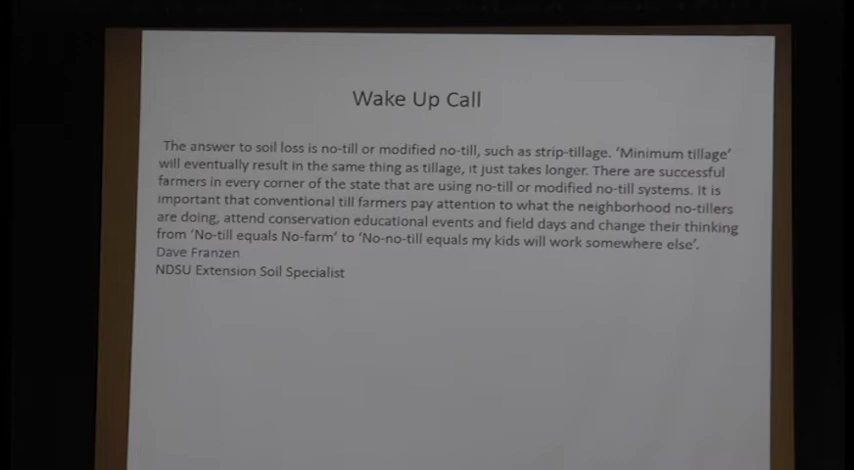 Wake Up Call
The answer to soil loss is no-till or modified no-till, such as strip-tillage. 'Minimum tillage'
will eventually result in the same thing as tillage, it just takes longer. There are successful
farmers in every corner of the state that are using no-till or modified no-till systems. It is
important that conventional till farmers pay attention to what the neighborhood no-tillers
are doing, attend conservation educational events and field days and change their thinking
from 'No-till equals No-farm' to 'No-no-till equals my kids will work somewhere else'.
Dave Franzen
NDSU Extension Soil Specialist